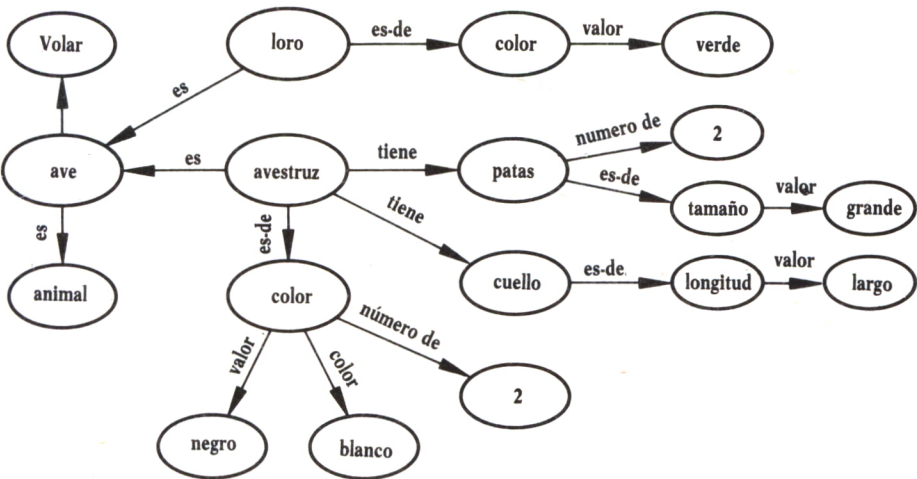 Volar
loro
es-de
color
valor
verde
es
ave
es
avestruz
tiene
patas
numero de
2
es-de
tamaño
valor
grande
es
animal
es-de
color
tiene
cuello
es-de
longitud
valor
largo
valor
negro
color
blanco
número de
2